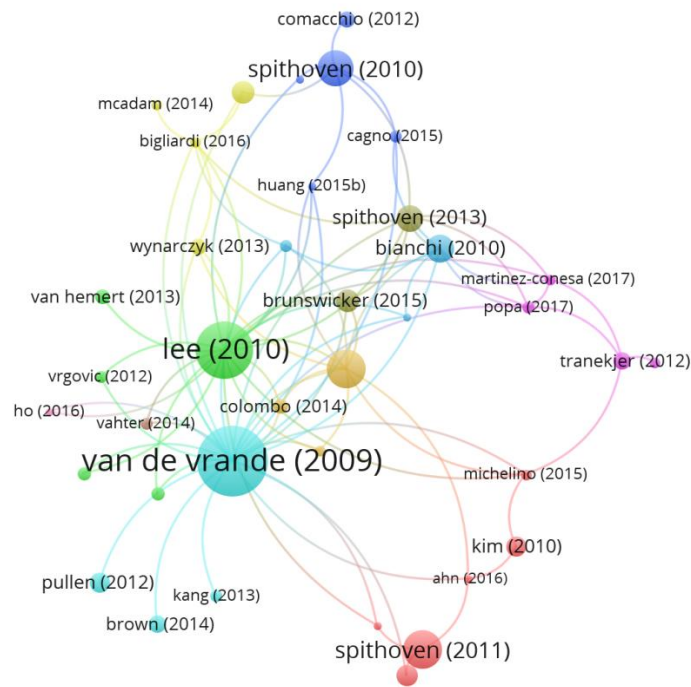 comacchio (2012)
spithoven (2010)
mcadam (2014)
cagno (2015)
bigliardi (2016)
huang (2015b)
spithoven (2013)
wynarczyk (2013)
bianchi (2010)
martinez-conesa (2017)
van hemert (2013)
brunswicker (2015)
popa (2017)
lee (2010)
tranekjer (2012)
vrgovic (2012)
colombo (2014)
ho (2016)
vahter (2014)
van de vrande (2009)
michelino (2015)
kim (2010)
ahn (2016)
pullen (2012)
kang (2013)
brown (2014)
spithoven (2011)